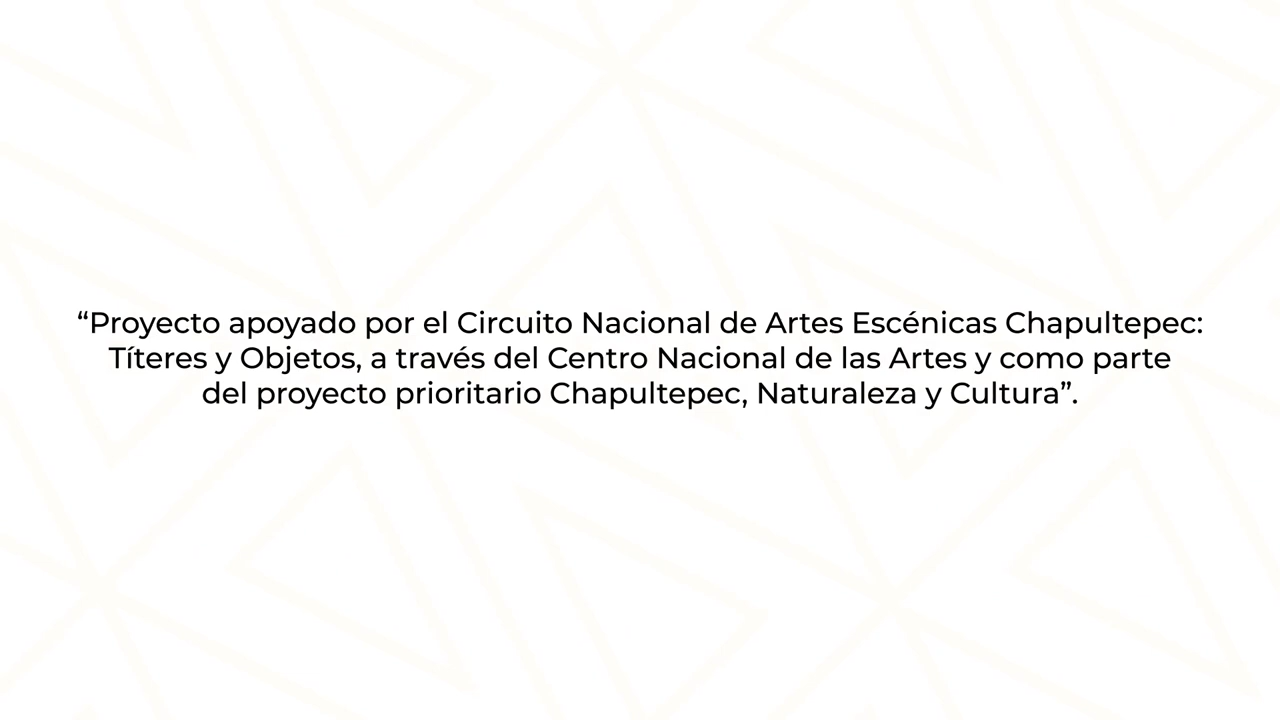 “Proyecto apoyado por el Circuito Nacional de Artes Escénicas Chapultepec:
Títeres y Objetos, a través del Centro Nacional de las Artes y como parte
del proyecto prioritario Chapultepec, Naturaleza y Cultura”.